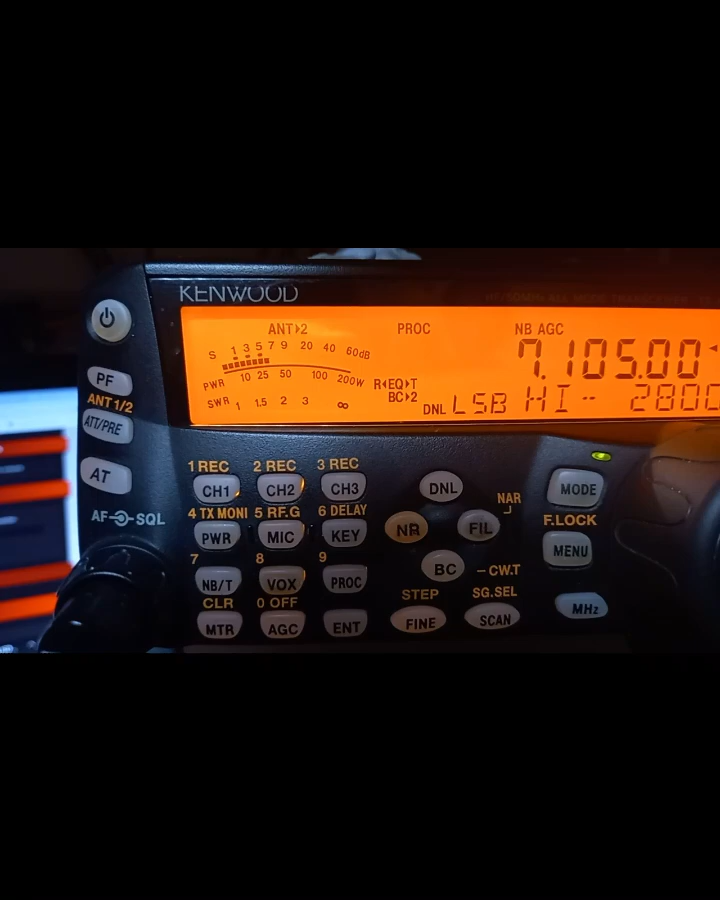 KENWOOD
ANT▸2 PROC NB AGC
S 1 3 5 7 9 20 40 60dB
7.105.00
PWR 10 25 50 100 200W
R◂EQ▸T
BC▸2
SWR 1 1.5 2 3 ∞
DNL LSB HI- 2800
PF
ANT 1/2
ATT/PRE
AT
AF SQL
1 REC 2 REC 3 REC
CH1 CH2 CH3
DNL
MODE
NAR
4 TX MONI 5 RF.G 6 DELAY
F.LOCK
PWR MIC KEY
NR FIL
MENU
7 8 9
BC
-CW.T
NB/T VOX PROC
CLR 0 OFF
STEP SG.SEL
MHz
MTR AGC ENT
FINE SCAN